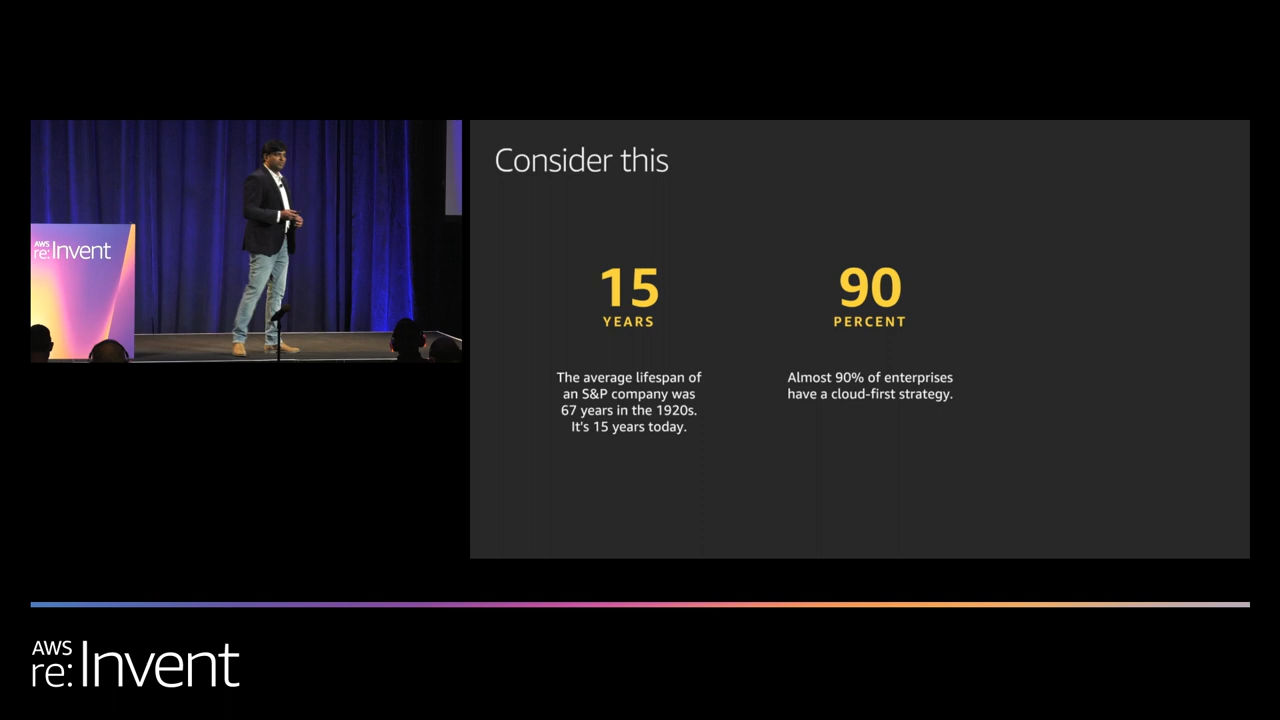 AWS
re:Invent
Consider this
15
YEARS
The average lifespan of
an S&P company was
67 years in the 1920s.
It's 15 years today.
90
PERCENT
Almost 90% of enterprises
have a cloud-first strategy.
AWS
re:Invent